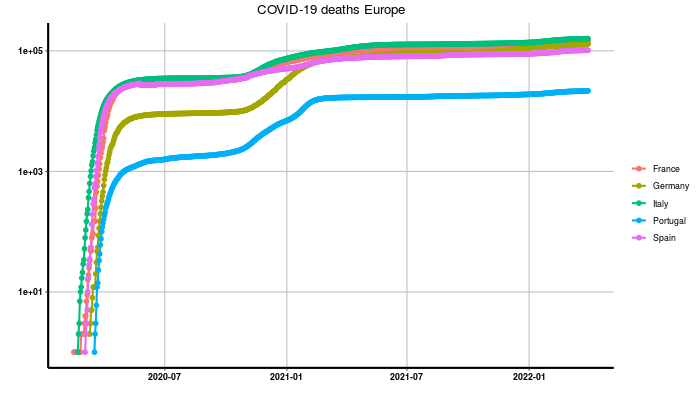 COVID-19 deaths Europe
1e+05
1e+03
1e+01
2020-07
2021-01
2021-07
2022-01
France
Germany
Italy
Portugal
Spain